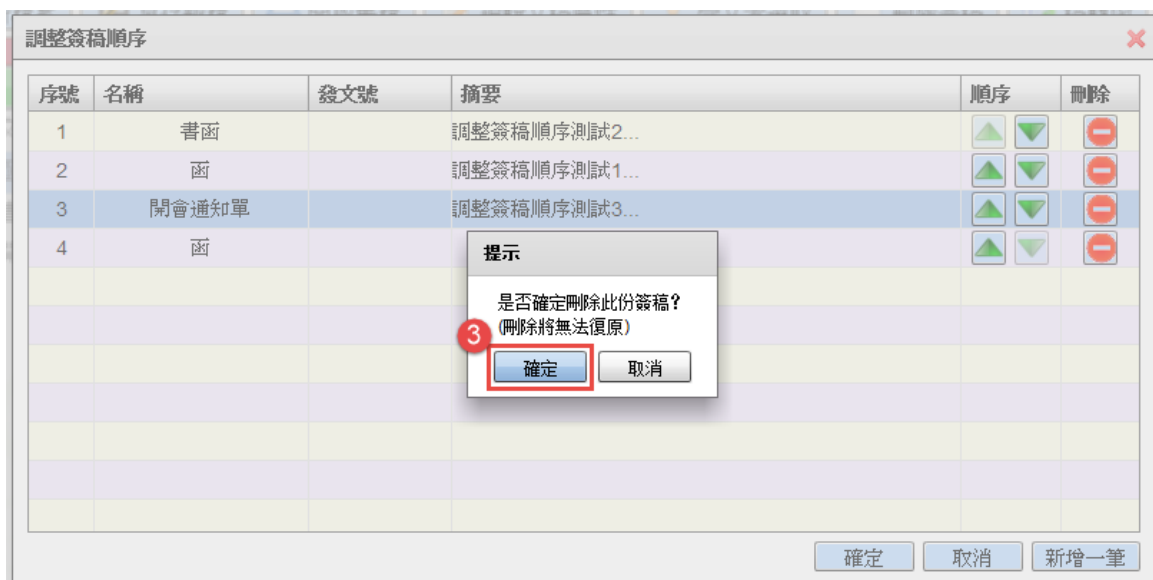 調整簽稿順序
序號 名稱 發文號 摘要 順序 刪除
1 書函 調整簽稿順序測試2...
2 函 調整簽稿順序測試1...
3 開會通知單 調整簽稿順序測試3...
4 函
提示
是否確定刪除此份簽稿?
(刪除將無法復原)
3
確定 取消
確定 取消 新增一筆